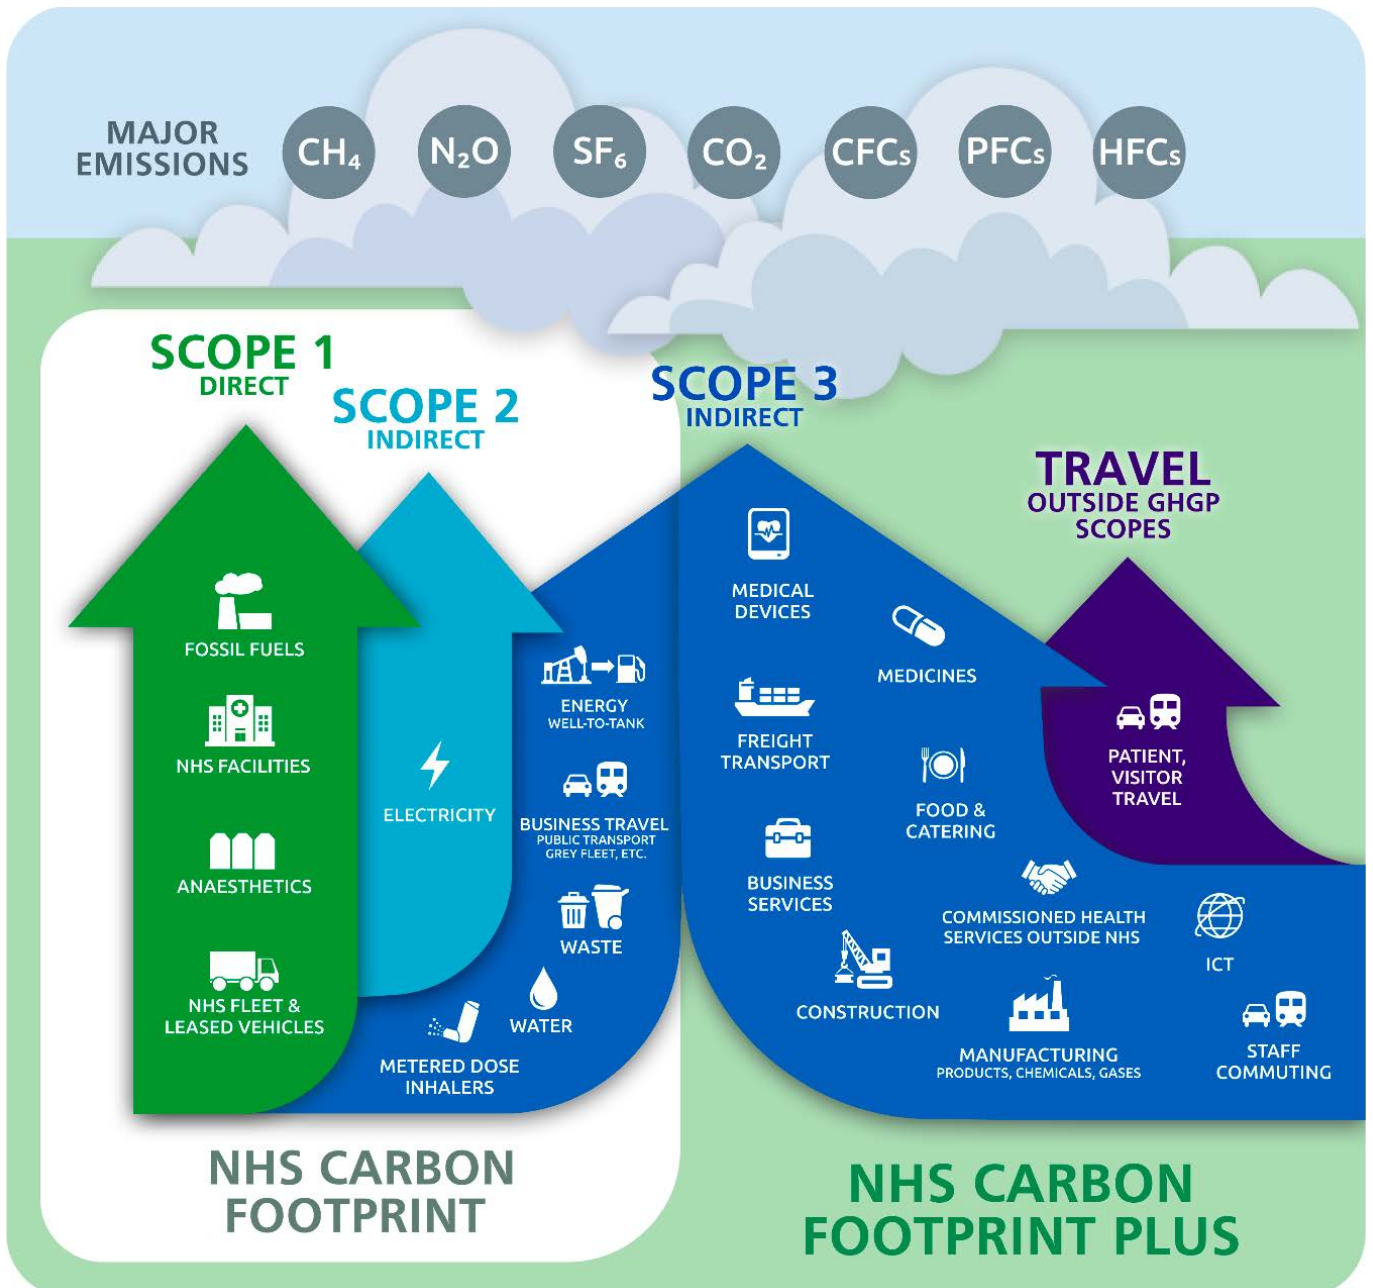 MAJOR
EMISSIONS
CH₄
N₂O
SF₆
CO₂
CFCs
PFCs
HFCs
SCOPE 1
DIRECT
SCOPE 2
INDIRECT
SCOPE 3
INDIRECT
TRAVEL
OUTSIDE GHGP
SCOPES
FOSSIL FUELS
NHS FACILITIES
ANAESTHETICS
NHS FLEET &
LEASED VEHICLES
ELECTRICITY
ENERGY
WELL-TO-TANK
BUSINESS TRAVEL
PUBLIC TRANSPORT
GREY FLEET, ETC.
WASTE
WATER
METERED DOSE
INHALERS
MEDICAL
DEVICES
MEDICINES
FREIGHT
TRANSPORT
FOOD &
CATERING
BUSINESS
SERVICES
COMMISSIONED HEALTH
SERVICES OUTSIDE NHS
CONSTRUCTION
MANUFACTURING
PRODUCTS, CHEMICALS, GASES
ICT
STAFF
COMMUTING
PATIENT,
VISITOR
TRAVEL
NHS CARBON
FOOTPRINT
NHS CARBON
FOOTPRINT PLUS